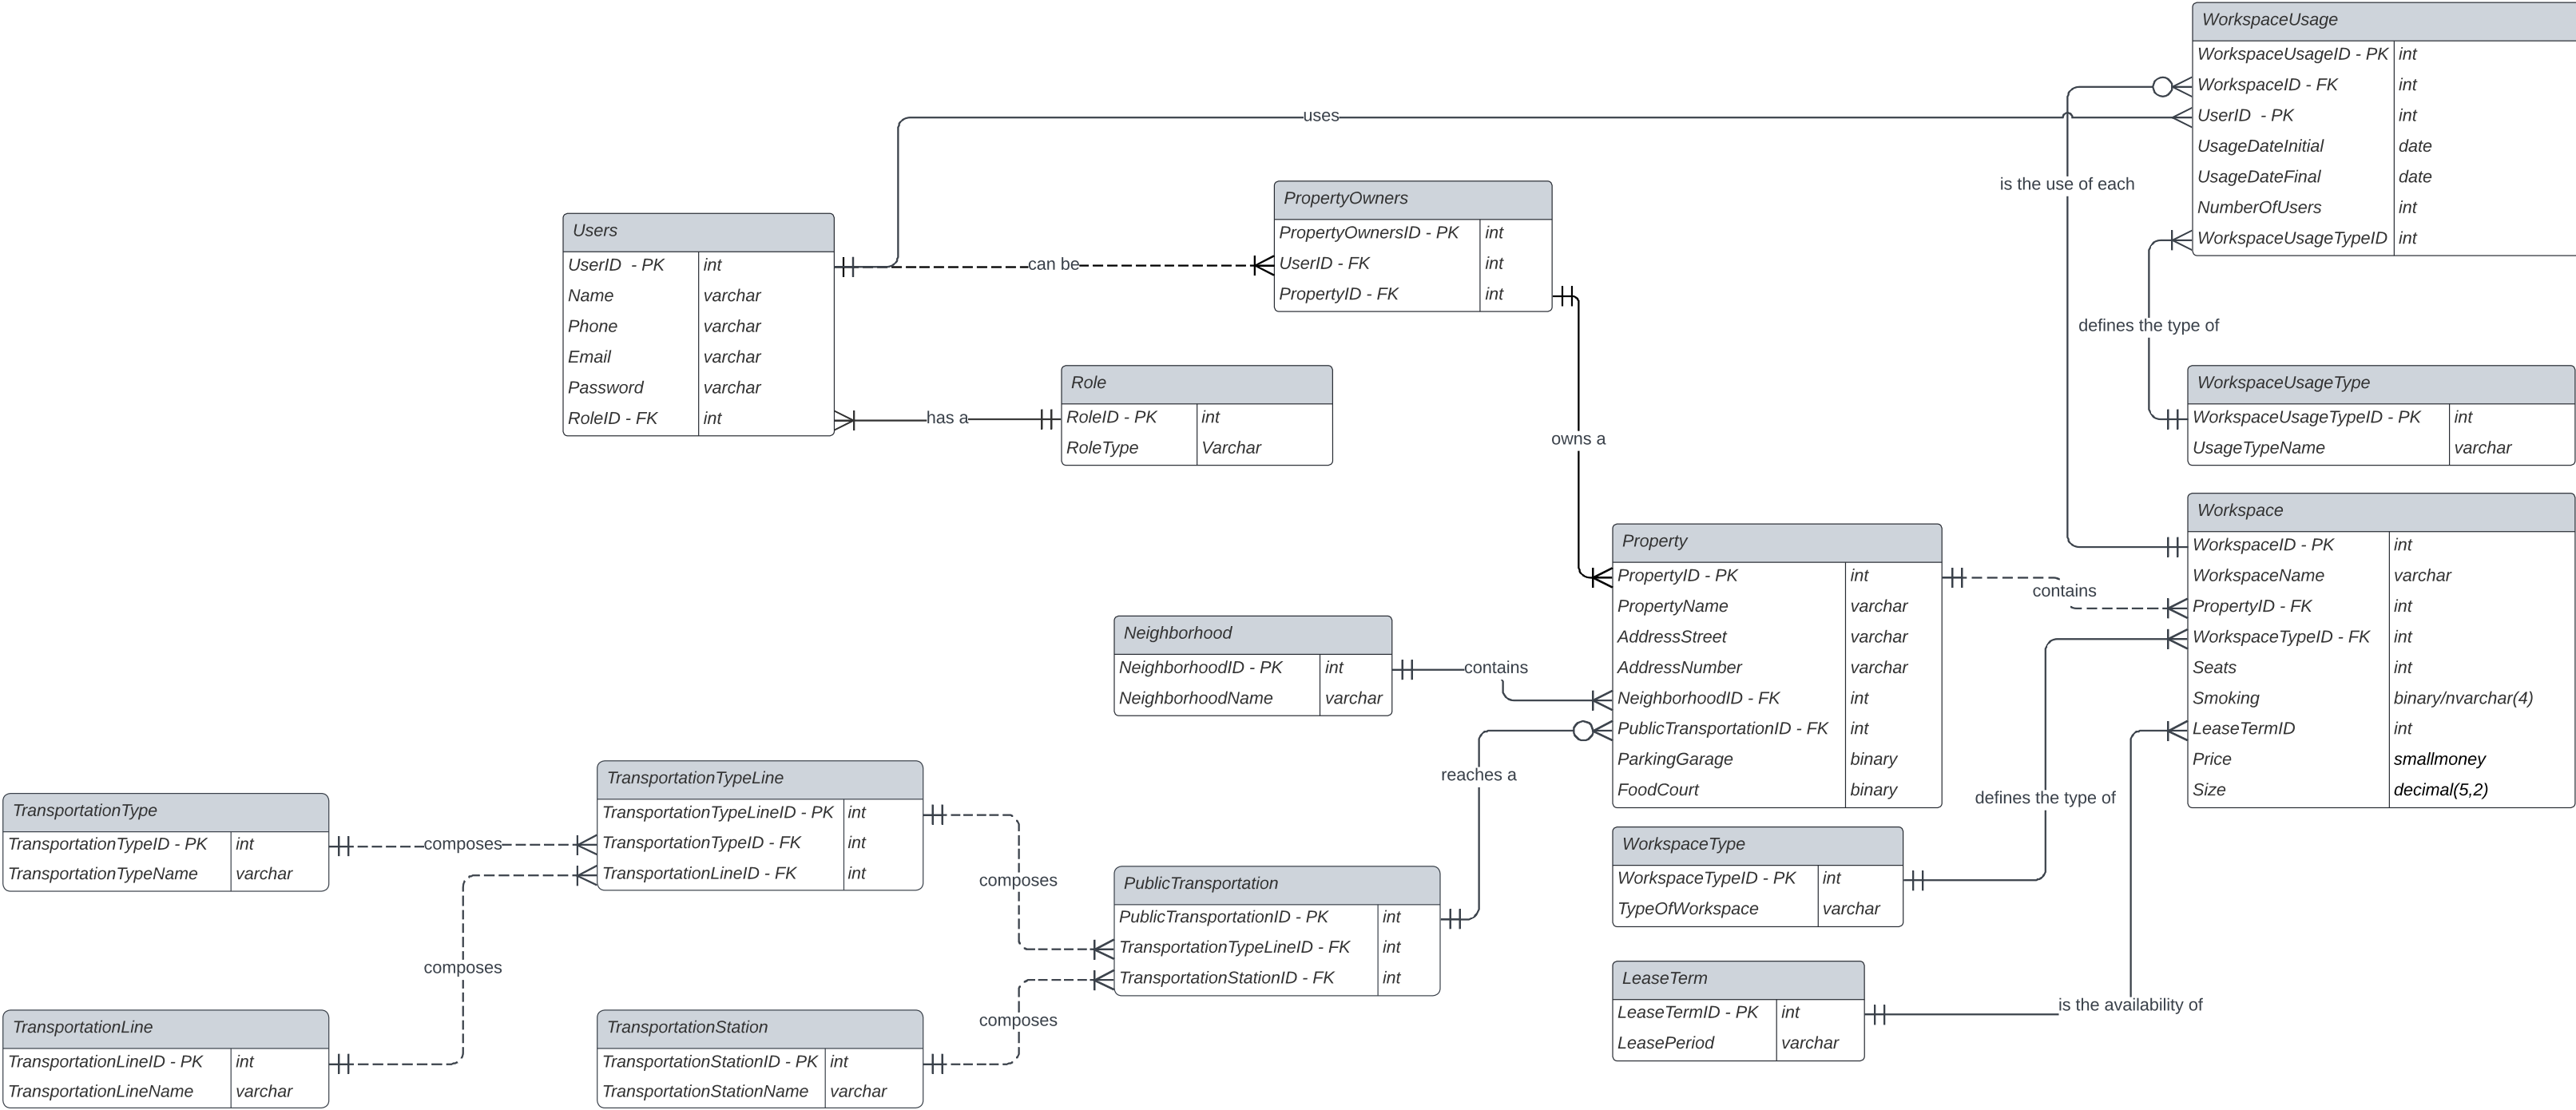 WorkspaceUsage
WorkspaceUsageID - PK int
WorkspaceID - FK int
UserID - PK int
UsageDateInitial date
UsageDateFinal date
NumberOfUsers int
WorkspaceUsageTypeID int
uses
is the use of each
PropertyOwners
PropertyOwnersID - PK int
UserID - FK int
PropertyID - FK int
Users
UserID - PK int
Name varchar
Phone varchar
Email varchar
Password varchar
RoleID - FK int
can be
has a
Role
RoleID - PK int
RoleType Varchar
owns a
defines the type of
WorkspaceUsageType
WorkspaceUsageTypeID - PK int
UsageTypeName varchar
Workspace
WorkspaceID - PK int
WorkspaceName varchar
PropertyID - FK int
WorkspaceTypeID - FK int
Seats int
Smoking binary/nvarchar(4)
LeaseTermID int
Price smallmoney
Size decimal(5,2)
Property
PropertyID - PK int
PropertyName varchar
AddressStreet varchar
AddressNumber varchar
NeighborhoodID - FK int
PublicTransportationID - FK int
ParkingGarage binary
FoodCourt binary
contains
Neighborhood
NeighborhoodID - PK int
NeighborhoodName varchar
contains
reaches a
defines the type of
TransportationTypeLine
TransportationTypeLineID - PK int
TransportationTypeID - FK int
TransportationLineID - FK int
TransportationType
TransportationTypeID - PK int
TransportationTypeName varchar
composes
composes
composes
PublicTransportation
PublicTransportationID - PK int
TransportationTypeLineID - FK int
TransportationStationID - FK int
WorkspaceType
WorkspaceTypeID - PK int
TypeOfWorkspace varchar
LeaseTerm
LeaseTermID - PK int
LeasePeriod varchar
is the availability of
TransportationLine
TransportationLineID - PK int
TransportationLineName varchar
TransportationStation
TransportationStationID - PK int
TransportationStationName varchar
composes